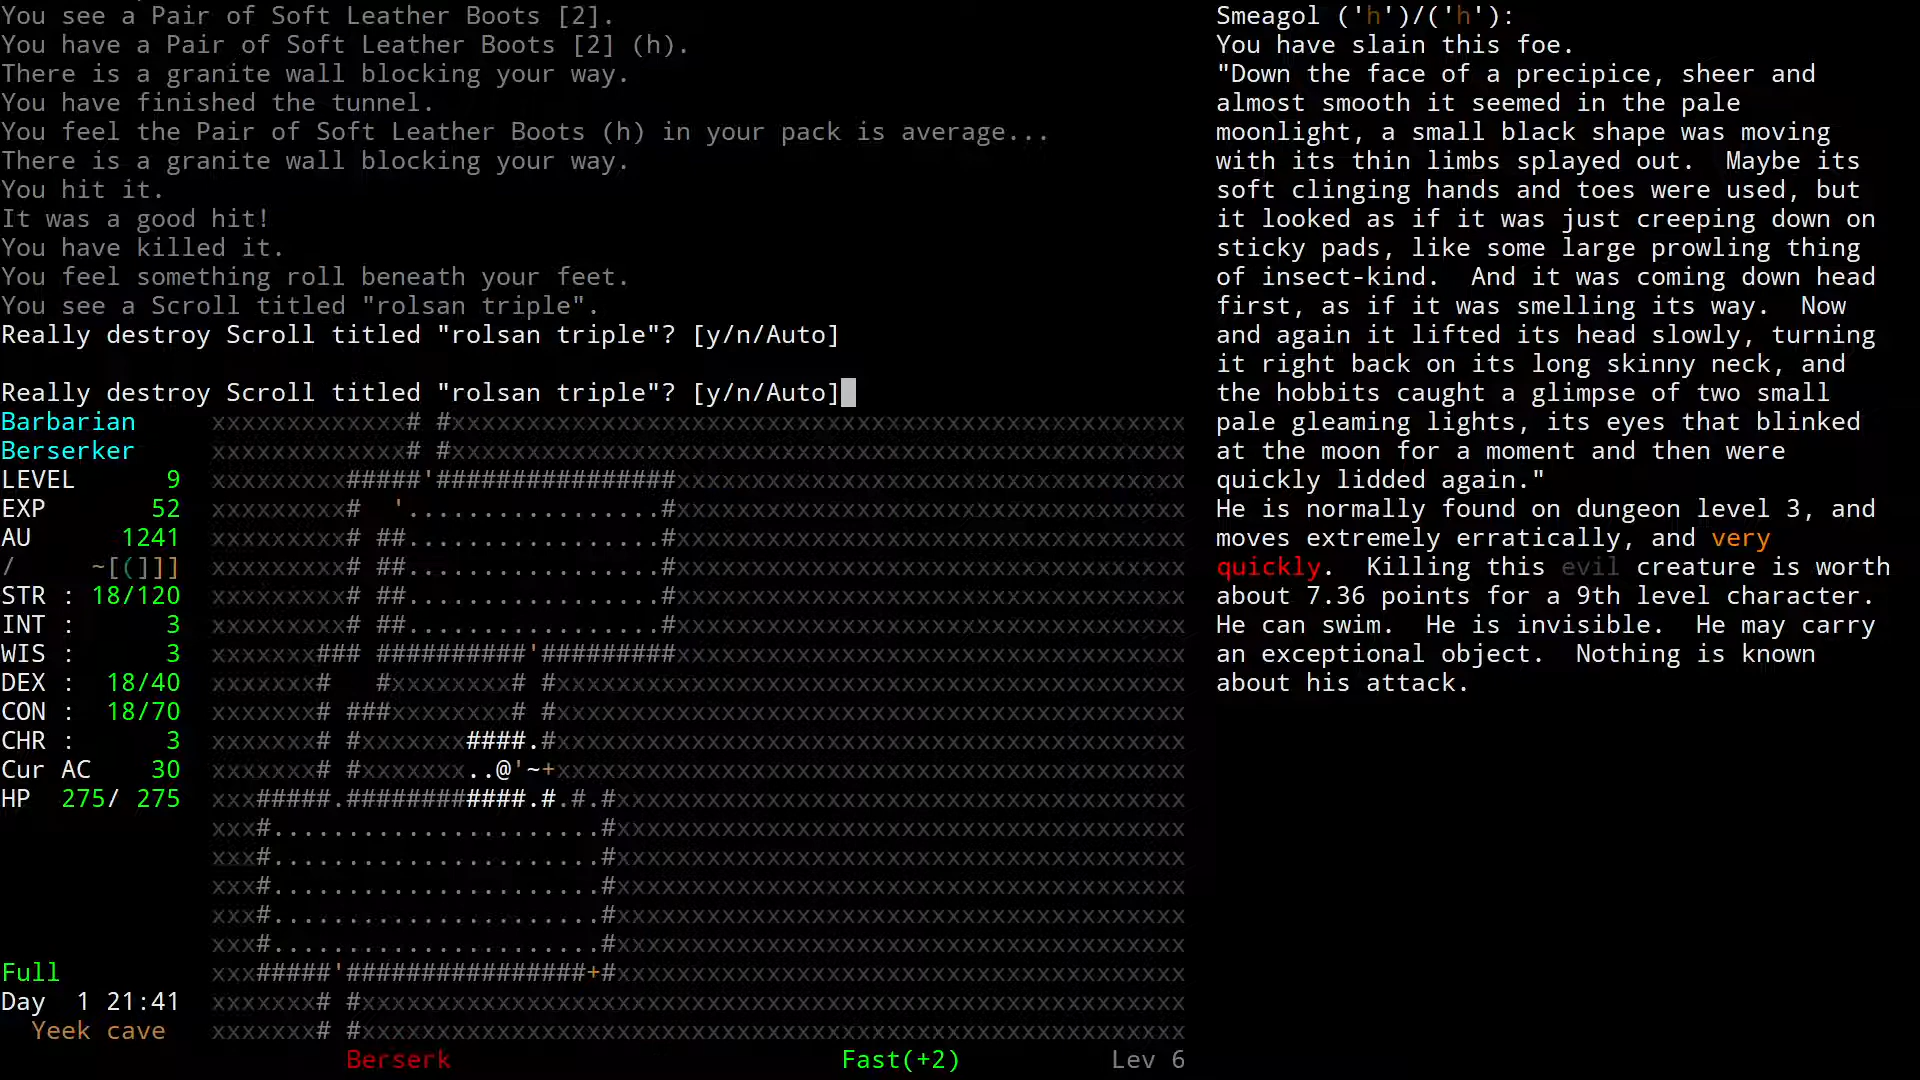 You see a Pair of Soft Leather Boots [2].
You have a Pair of Soft Leather Boots [2] (h).
There is a granite wall blocking your way.
You have finished the tunnel.
You feel the Pair of Soft Leather Boots (h) in your pack is average...
There is a granite wall blocking your way.
You hit it.
It was a good hit!
You have killed it.
You feel something roll beneath your feet.
You see a Scroll titled "rolsan triple".
Really destroy Scroll titled "rolsan triple"? [y/n/Auto]
Really destroy Scroll titled "rolsan triple"? [y/n/Auto]
Barbarian
Berserker
LEVEL 9
EXP 52
AU 1241
/ ~[(]]]
STR : 18/120
INT : 3
WIS : 3
DEX : 18/40
CON : 18/70
CHR : 3
Cur AC 30
HP 275/ 275
Full
Day 1 21:41
Yeek cave
Berserk Fast(+2) Lev 6
Smeagol ('h')/('h'):
You have slain this foe.
"Down the face of a precipice, sheer and
almost smooth it seemed in the pale
moonlight, a small black shape was moving
with its thin limbs splayed out. Maybe its
soft clinging hands and toes were used, but
it looked as if it was just creeping down on
sticky pads, like some large prowling thing
of insect-kind. And it was coming down head
first, as if it was smelling its way. Now
and again it lifted its head slowly, turning
it right back on its long skinny neck, and
the hobbits caught a glimpse of two small
pale gleaming lights, its eyes that blinked
at the moon for a moment and then were
quickly lidded again."
He is normally found on dungeon level 3, and
moves extremely erratically, and very
quickly. Killing this evil creature is worth
about 7.36 points for a 9th level character.
He can swim. He is invisible. He may carry
an exceptional object. Nothing is known
about his attack.